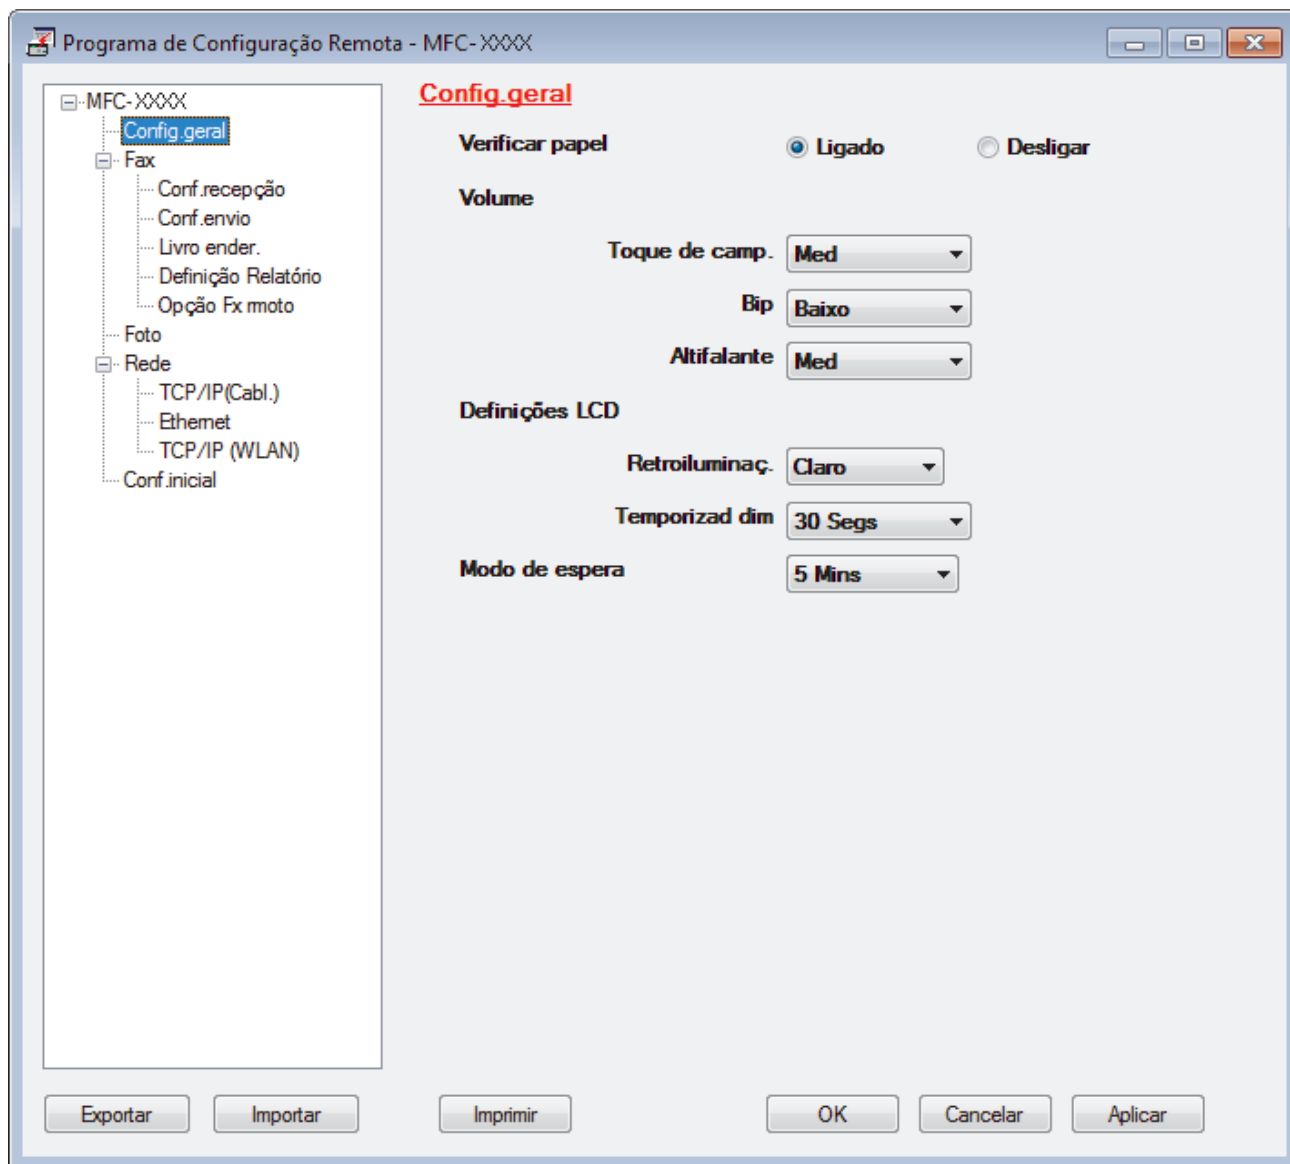 Programa de Configuração Remota - MFC-XXXX
MFC-XXXX
Config.geral
Fax
Conf.recepção
Conf.envio
Livro ender.
Definição Relatório
Opção Fx rmoto
Foto
Rede
TCP/IP(Cabl.)
Ethernet
TCP/IP (WLAN)
Conf.inicial
Config.geral
Verificar papel Ligado Desligar
Volume
Toque de camp. Med
Bip Baixo
Altifalante Med
Definições LCD
Retroiluminaç. Claro
Temporizad dim 30 Segs
Modo de espera 5 Mins
Exportar Importar Imprimir OK Cancelar Aplicar